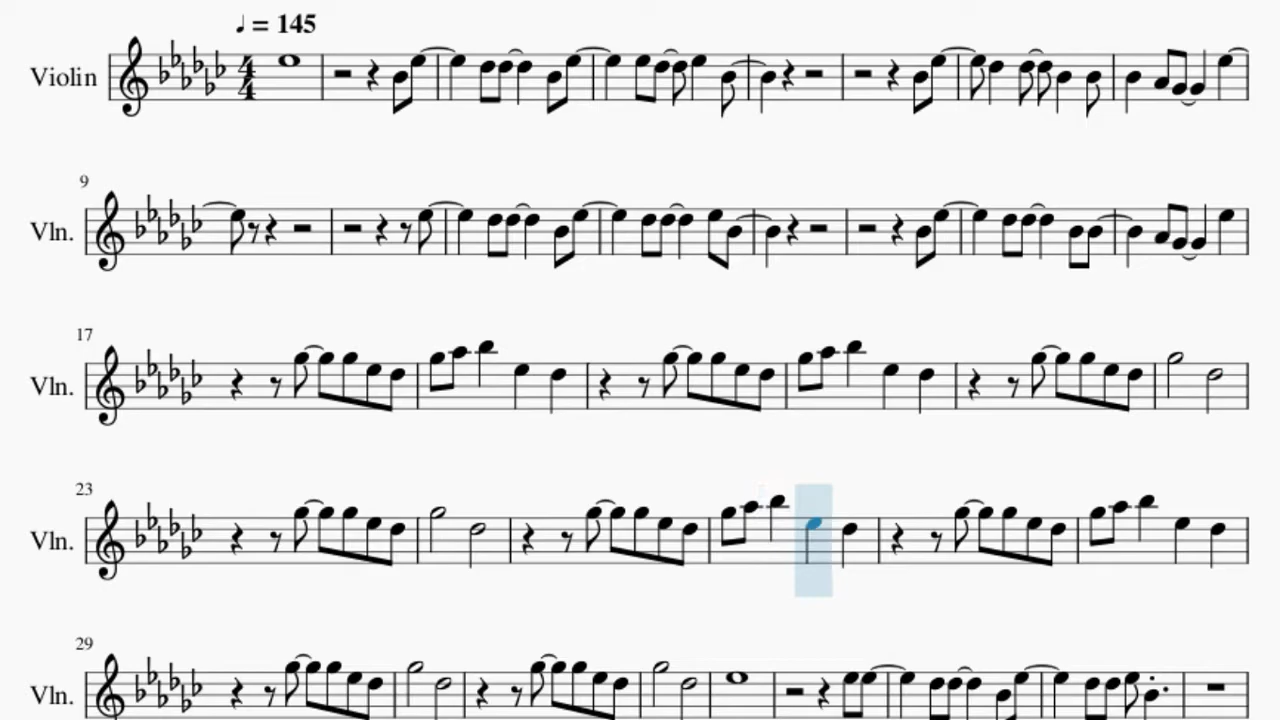 ♩ = 145
Violin
4
4
9
Vln.
17
Vln.
23
Vln.
29
Vln.